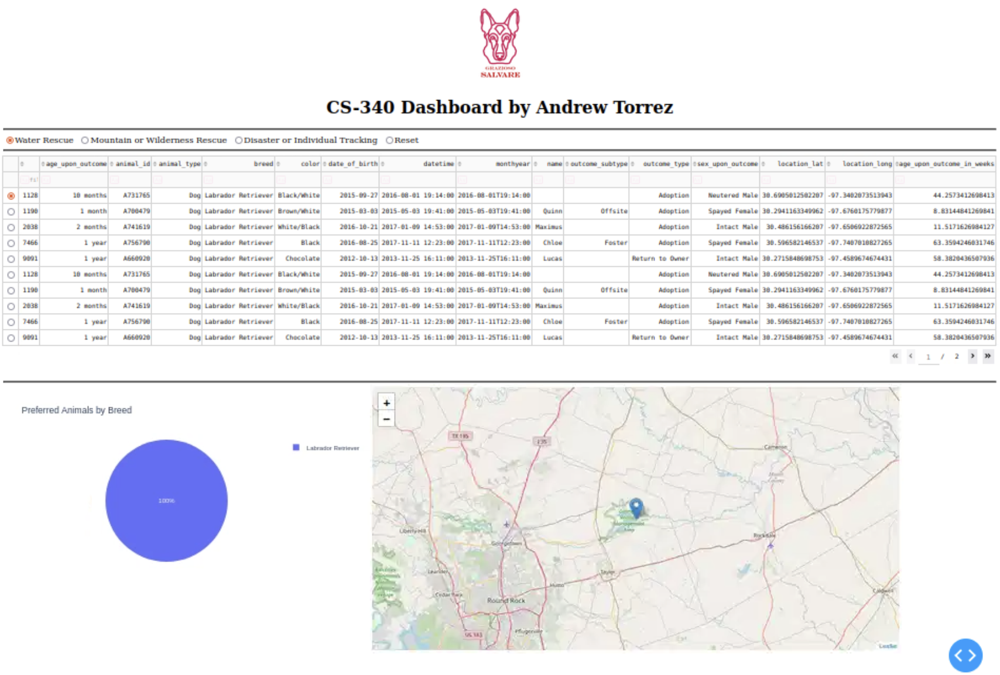 GRAZIOSO
SALVARE
CS-340 Dashboard by Andrew Torrez
Water Rescue Mountain or Wilderness Rescue Disaster or Individual Tracking Reset
age_upon_outcome animal_id animal_type breed color date_of_birth datetime monthyear name outcome_subtype outcome_type sex_upon_outcome location_lat location_long age_upon_outcome_in_weeks
1128 10 months A731765 Dog Labrador Retriever Black/White 2015-09-27 2016-08-01 19:14:00 2016-08-01T19:14:00 Adoption Neutered Male 30.6905012502207 -97.3402073513943 44.2573412698413
1190 1 month A700479 Dog Labrador Retriever Brown/White 2015-03-03 2015-05-03 19:41:00 2015-05-03T19:41:00 Quinn Offsite Adoption Spayed Female 30.2941163349962 -97.6760175779877 8.83144841269841
2038 2 months A741619 Dog Labrador Retriever White/Black 2016-10-21 2017-01-09 14:53:00 2017-01-09T14:53:00 Maximus Adoption Intact Male 30.486156166207 -97.6506922872565 11.5171626984127
7466 1 year A756790 Dog Labrador Retriever Black 2016-08-25 2017-11-11 12:23:00 2017-11-11T12:23:00 Chloe Foster Adoption Spayed Female 30.596582146537 -97.7407010827265 63.3594246031746
9091 1 year A660920 Dog Labrador Retriever Chocolate 2012-10-13 2013-11-25 16:11:00 2013-11-25T16:11:00 Lucas Return to Owner Intact Male 30.2715848698753 -97.4589674674431 58.3820436507936
1128 10 months A731765 Dog Labrador Retriever Black/White 2015-09-27 2016-08-01 19:14:00 2016-08-01T19:14:00 Adoption Neutered Male 30.6905012502207 -97.3402073513943 44.2573412698413
1190 1 month A700479 Dog Labrador Retriever Brown/White 2015-03-03 2015-05-03 19:41:00 2015-05-03T19:41:00 Quinn Offsite Adoption Spayed Female 30.2941163349962 -97.6760175779877 8.83144841269841
2038 2 months A741619 Dog Labrador Retriever White/Black 2016-10-21 2017-01-09 14:53:00 2017-01-09T14:53:00 Maximus Adoption Intact Male 30.486156166207 -97.6506922872565 11.5171626984127
7466 1 year A756790 Dog Labrador Retriever Black 2016-08-25 2017-11-11 12:23:00 2017-11-11T12:23:00 Chloe Foster Adoption Spayed Female 30.596582146537 -97.7407010827265 63.3594246031746
9091 1 year A660920 Dog Labrador Retriever Chocolate 2012-10-13 2013-11-25 16:11:00 2013-11-25T16:11:00 Lucas Return to Owner Intact Male 30.2715848698753 -97.4589674674431 58.3820436507936
« ‹ 1 / 2 › »
Preferred Animals by Breed
Labrador Retriever
100%
+
−
TX 195
I 35
Cameron
Liberty Hill
Georgetown
Rockdale
Leander
Taylor
Hutto
Cedar Park
Round Rock
Caldwell
Pflugerville
US 183
Leaflet